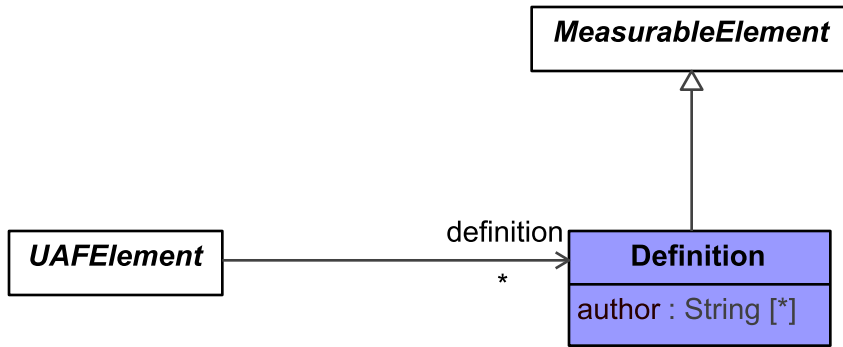 MeasurableElement
definition
UAFElement
*
Definition
author : String [*]